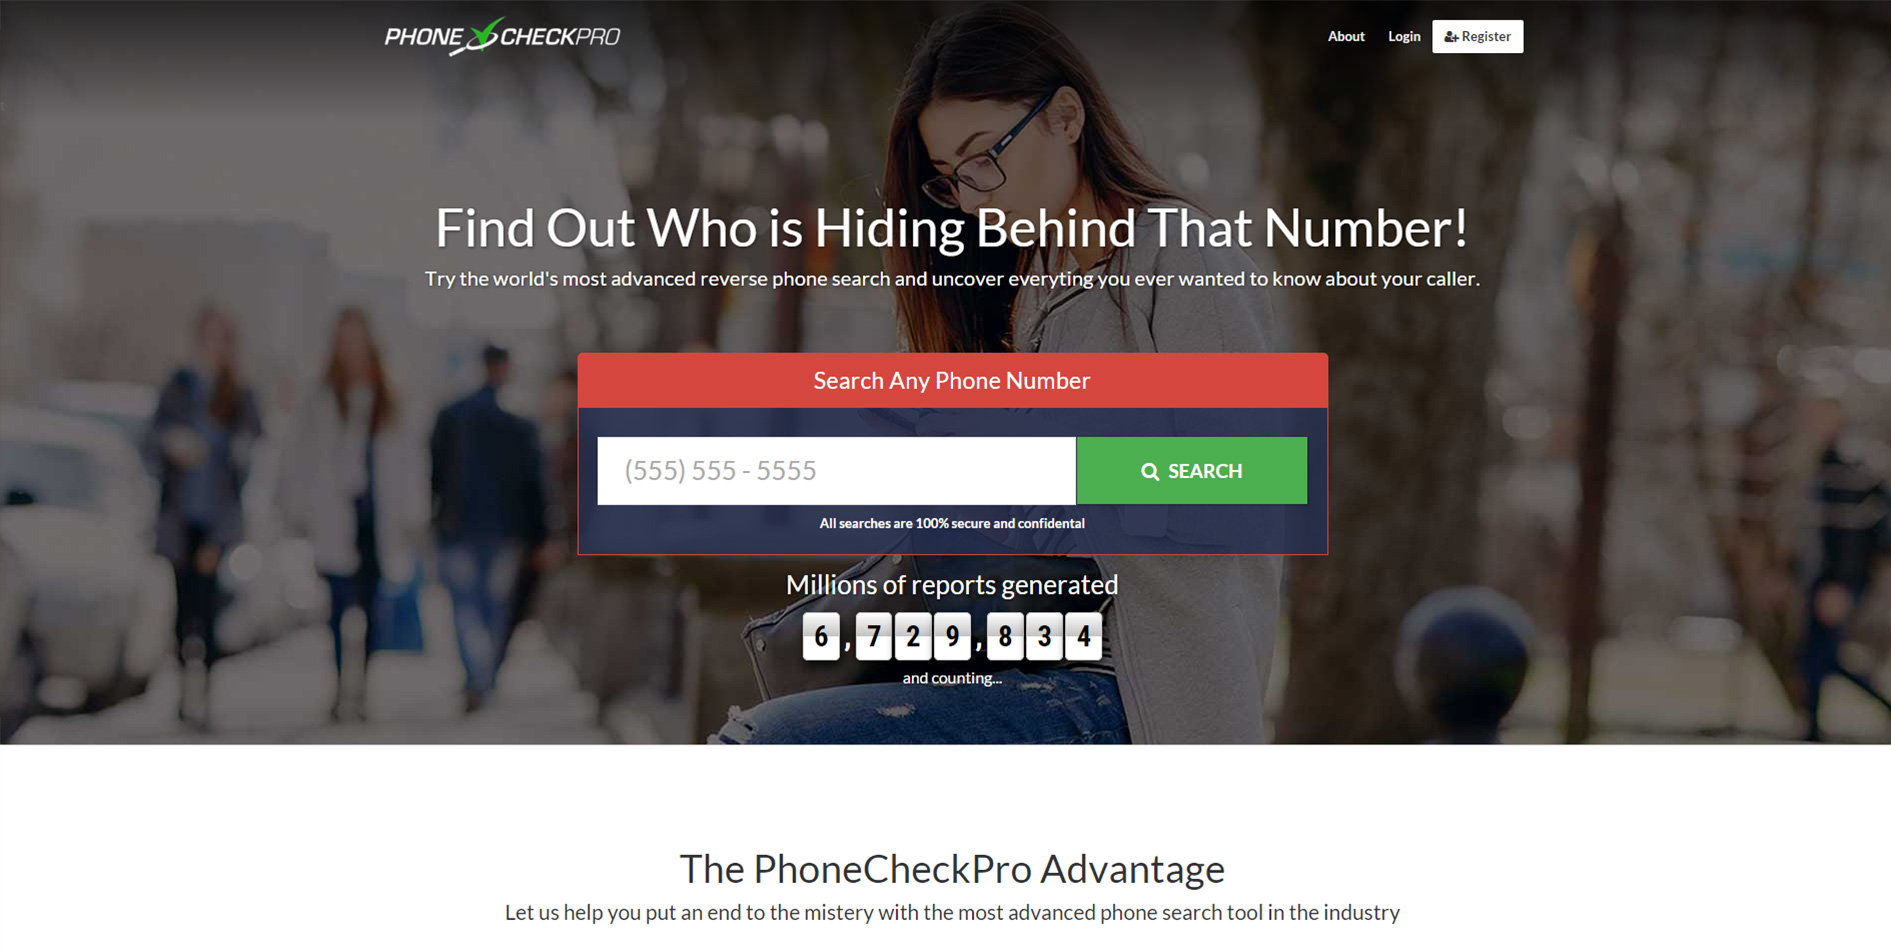 PHONE CHECKPRO
About Login Register
Find Out Who is Hiding Behind That Number!
Try the world's most advanced reverse phone search and uncover everyting you ever wanted to know about your caller.
Search Any Phone Number
(555) 555 - 5555
SEARCH
All searches are 100% secure and confidental
Millions of reports generated
6,729,834
and counting...
The PhoneCheckPro Advantage
Let us help you put an end to the mistery with the most advanced phone search tool in the industry